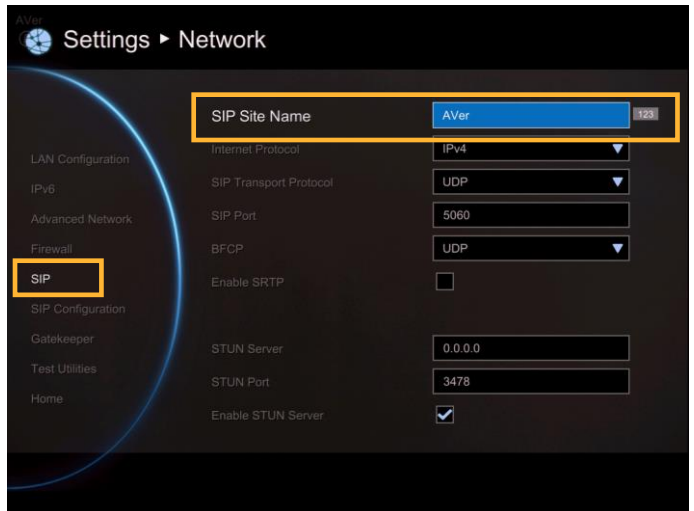 AVer
Settings ► Network
SIP Site Name AVer 123
Internet Protocol IPv4
SIP Transport Protocol UDP
SIP Port 5060
BFCP UDP
Enable SRTP
STUN Server 0.0.0.0
STUN Port 3478
Enable STUN Server
LAN Configuration
IPv6
Advanced Network
Firewall
SIP
SIP Configuration
Gatekeeper
Test Utilities
Home